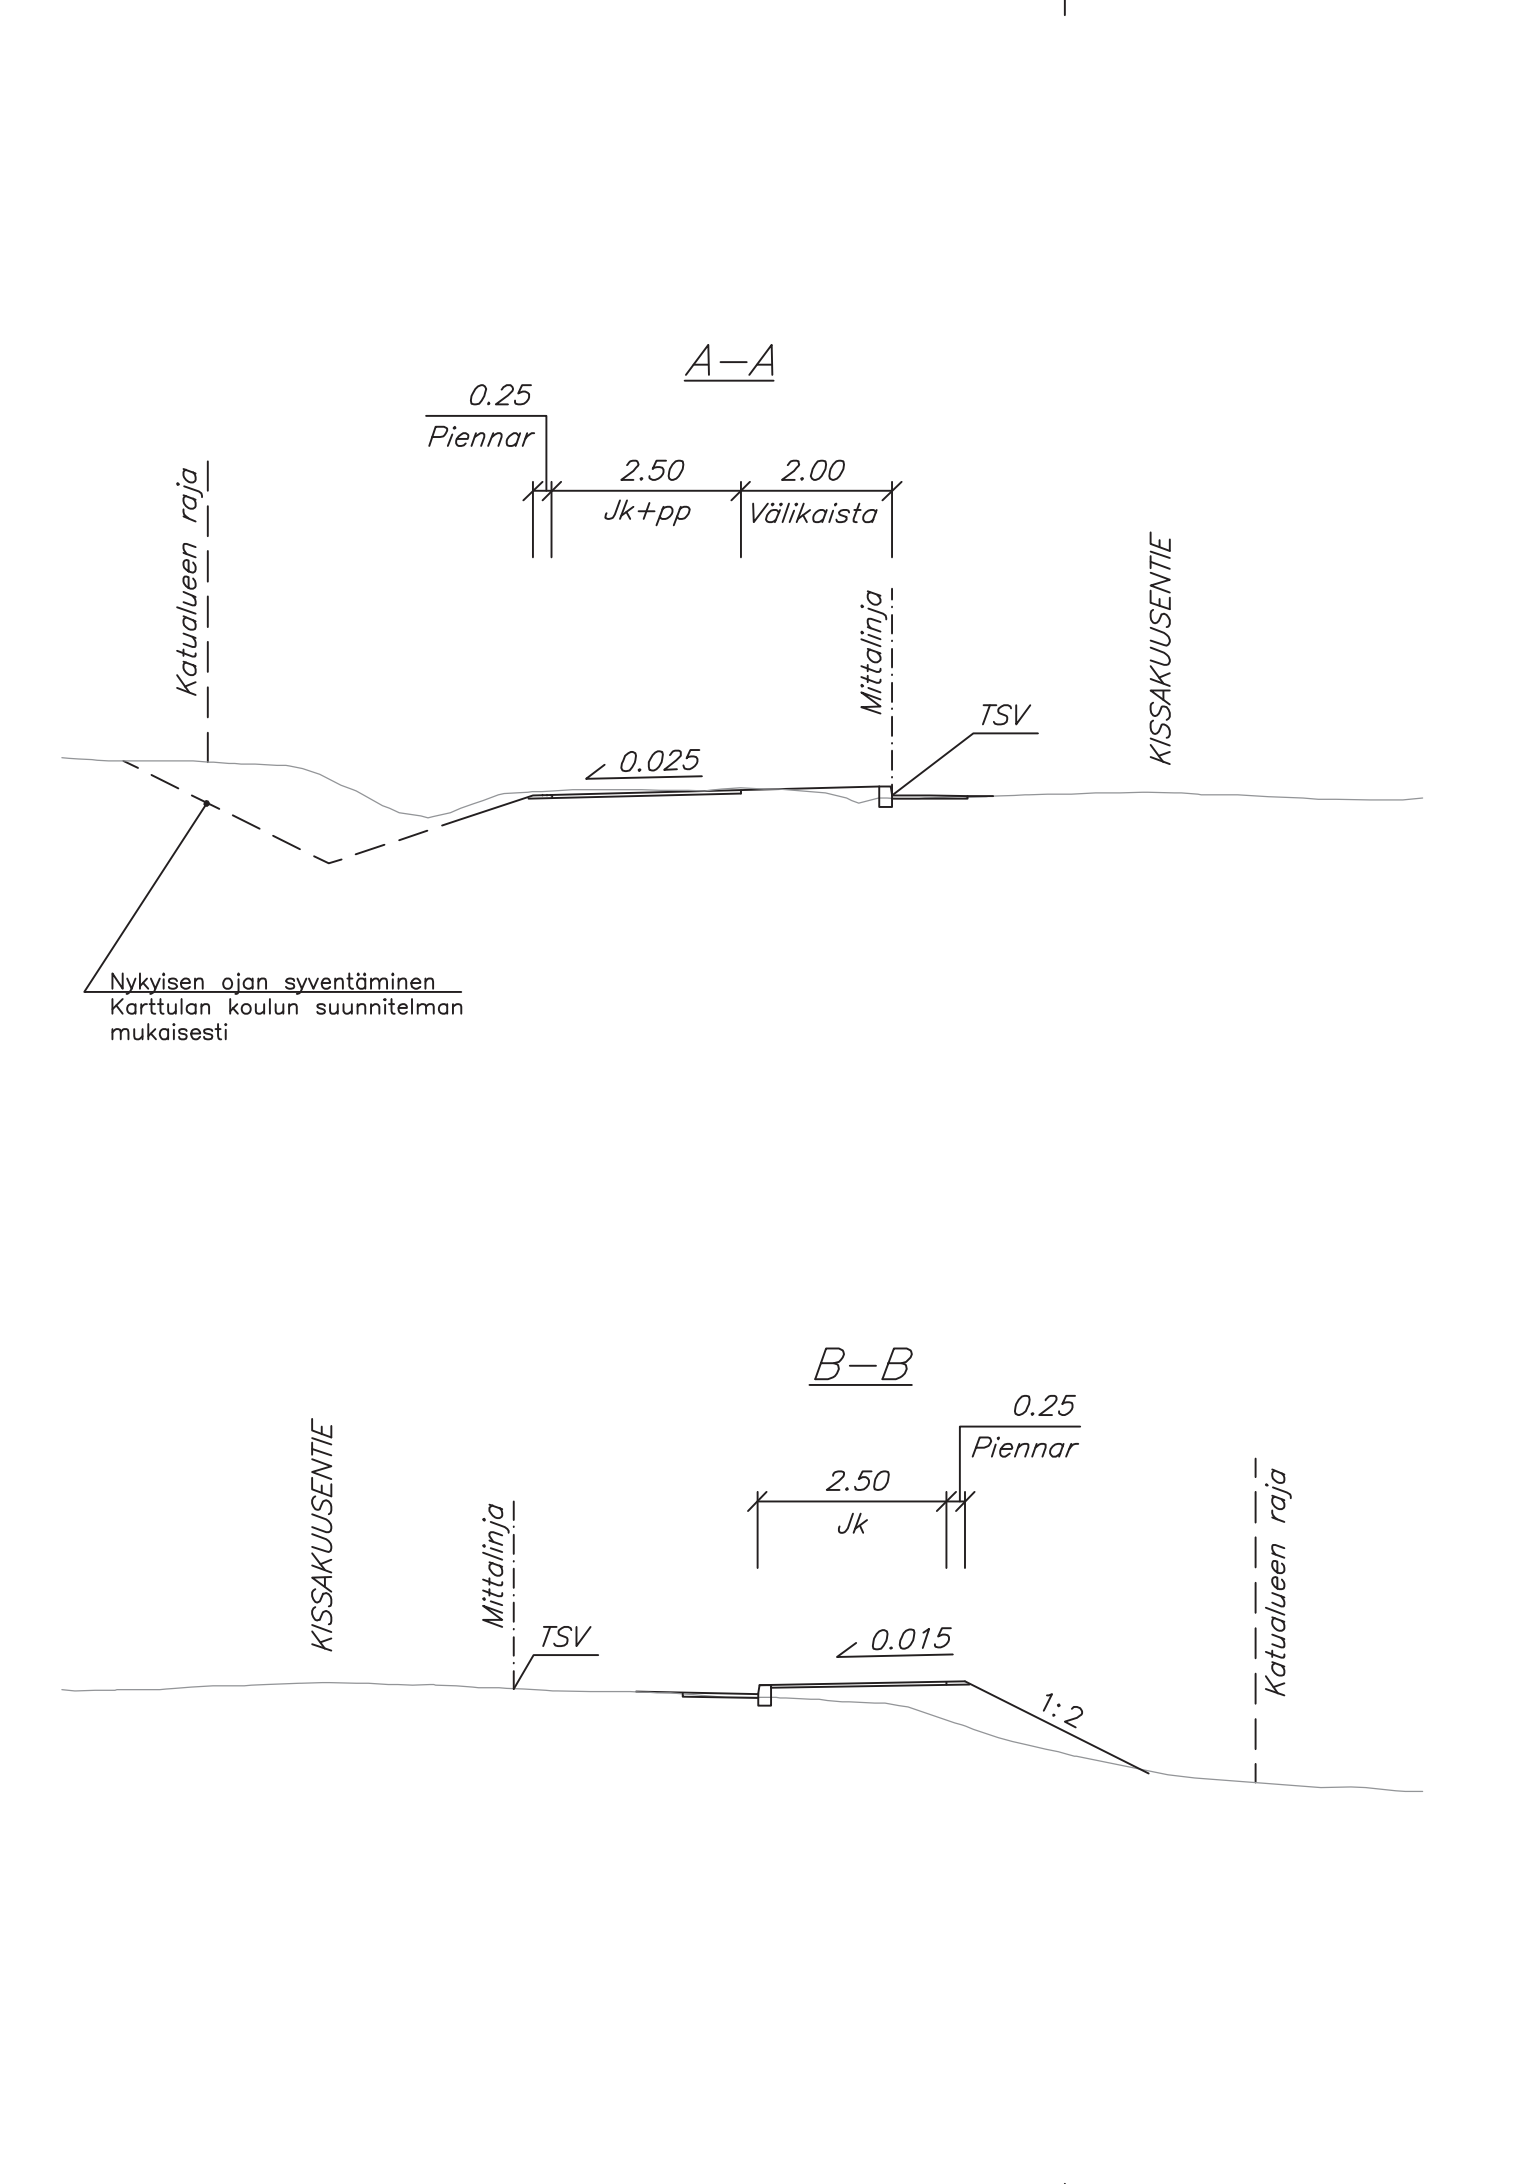 A—A
0.25
Piennar
2.50
2.00
Jk+pp
Välikaista
Katualueen raja
Mittalinja
KISSAKUUSENTIE
TSV
0.025
Nykyisen ojan syventäminen
Karttulan koulun suunnitelman
mukaisesti
B—B
0.25
Piennar
2.50
Jk
KISSAKUUSENTIE
Mittalinja
Katualueen raja
TSV
0.015
1:2